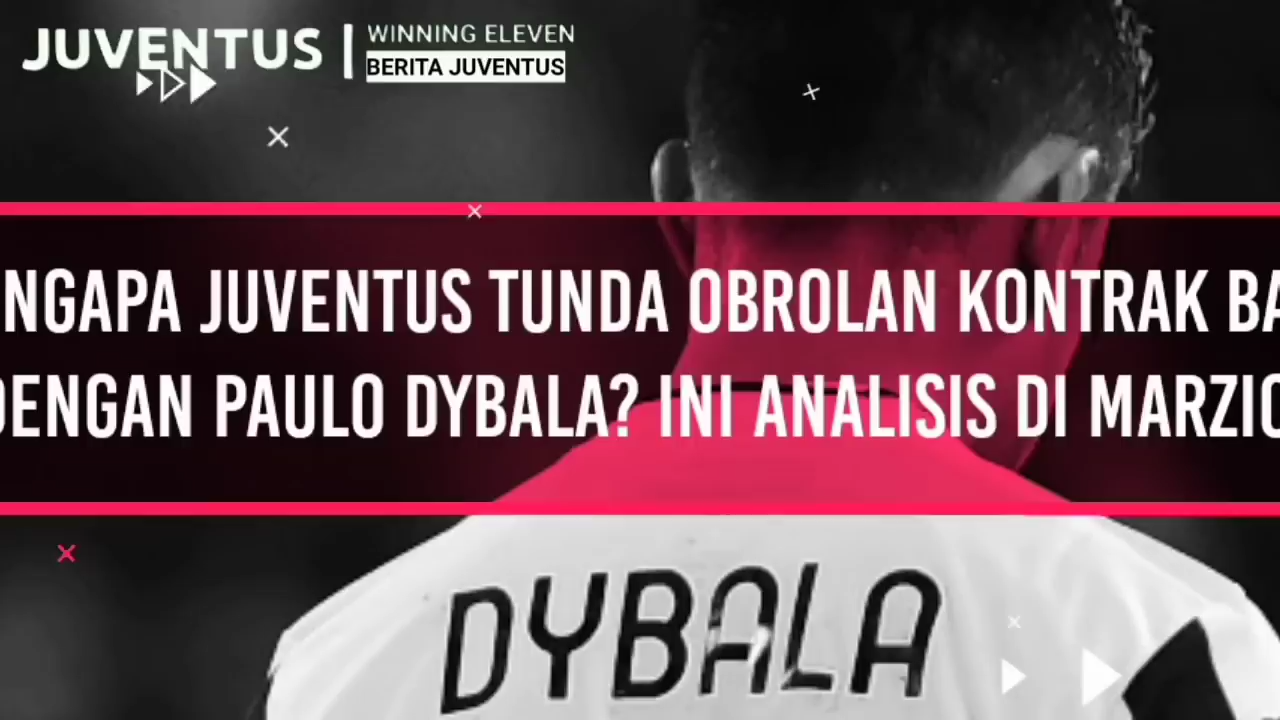 JUVENTUS
WINNING ELEVEN
BERITA JUVENTUS
NGAPA JUVENTUS TUNDA OBROLAN KONTRAK BA
DENGAN PAULO DYBALA? INI ANALISIS DI MARZIO
DYBALA